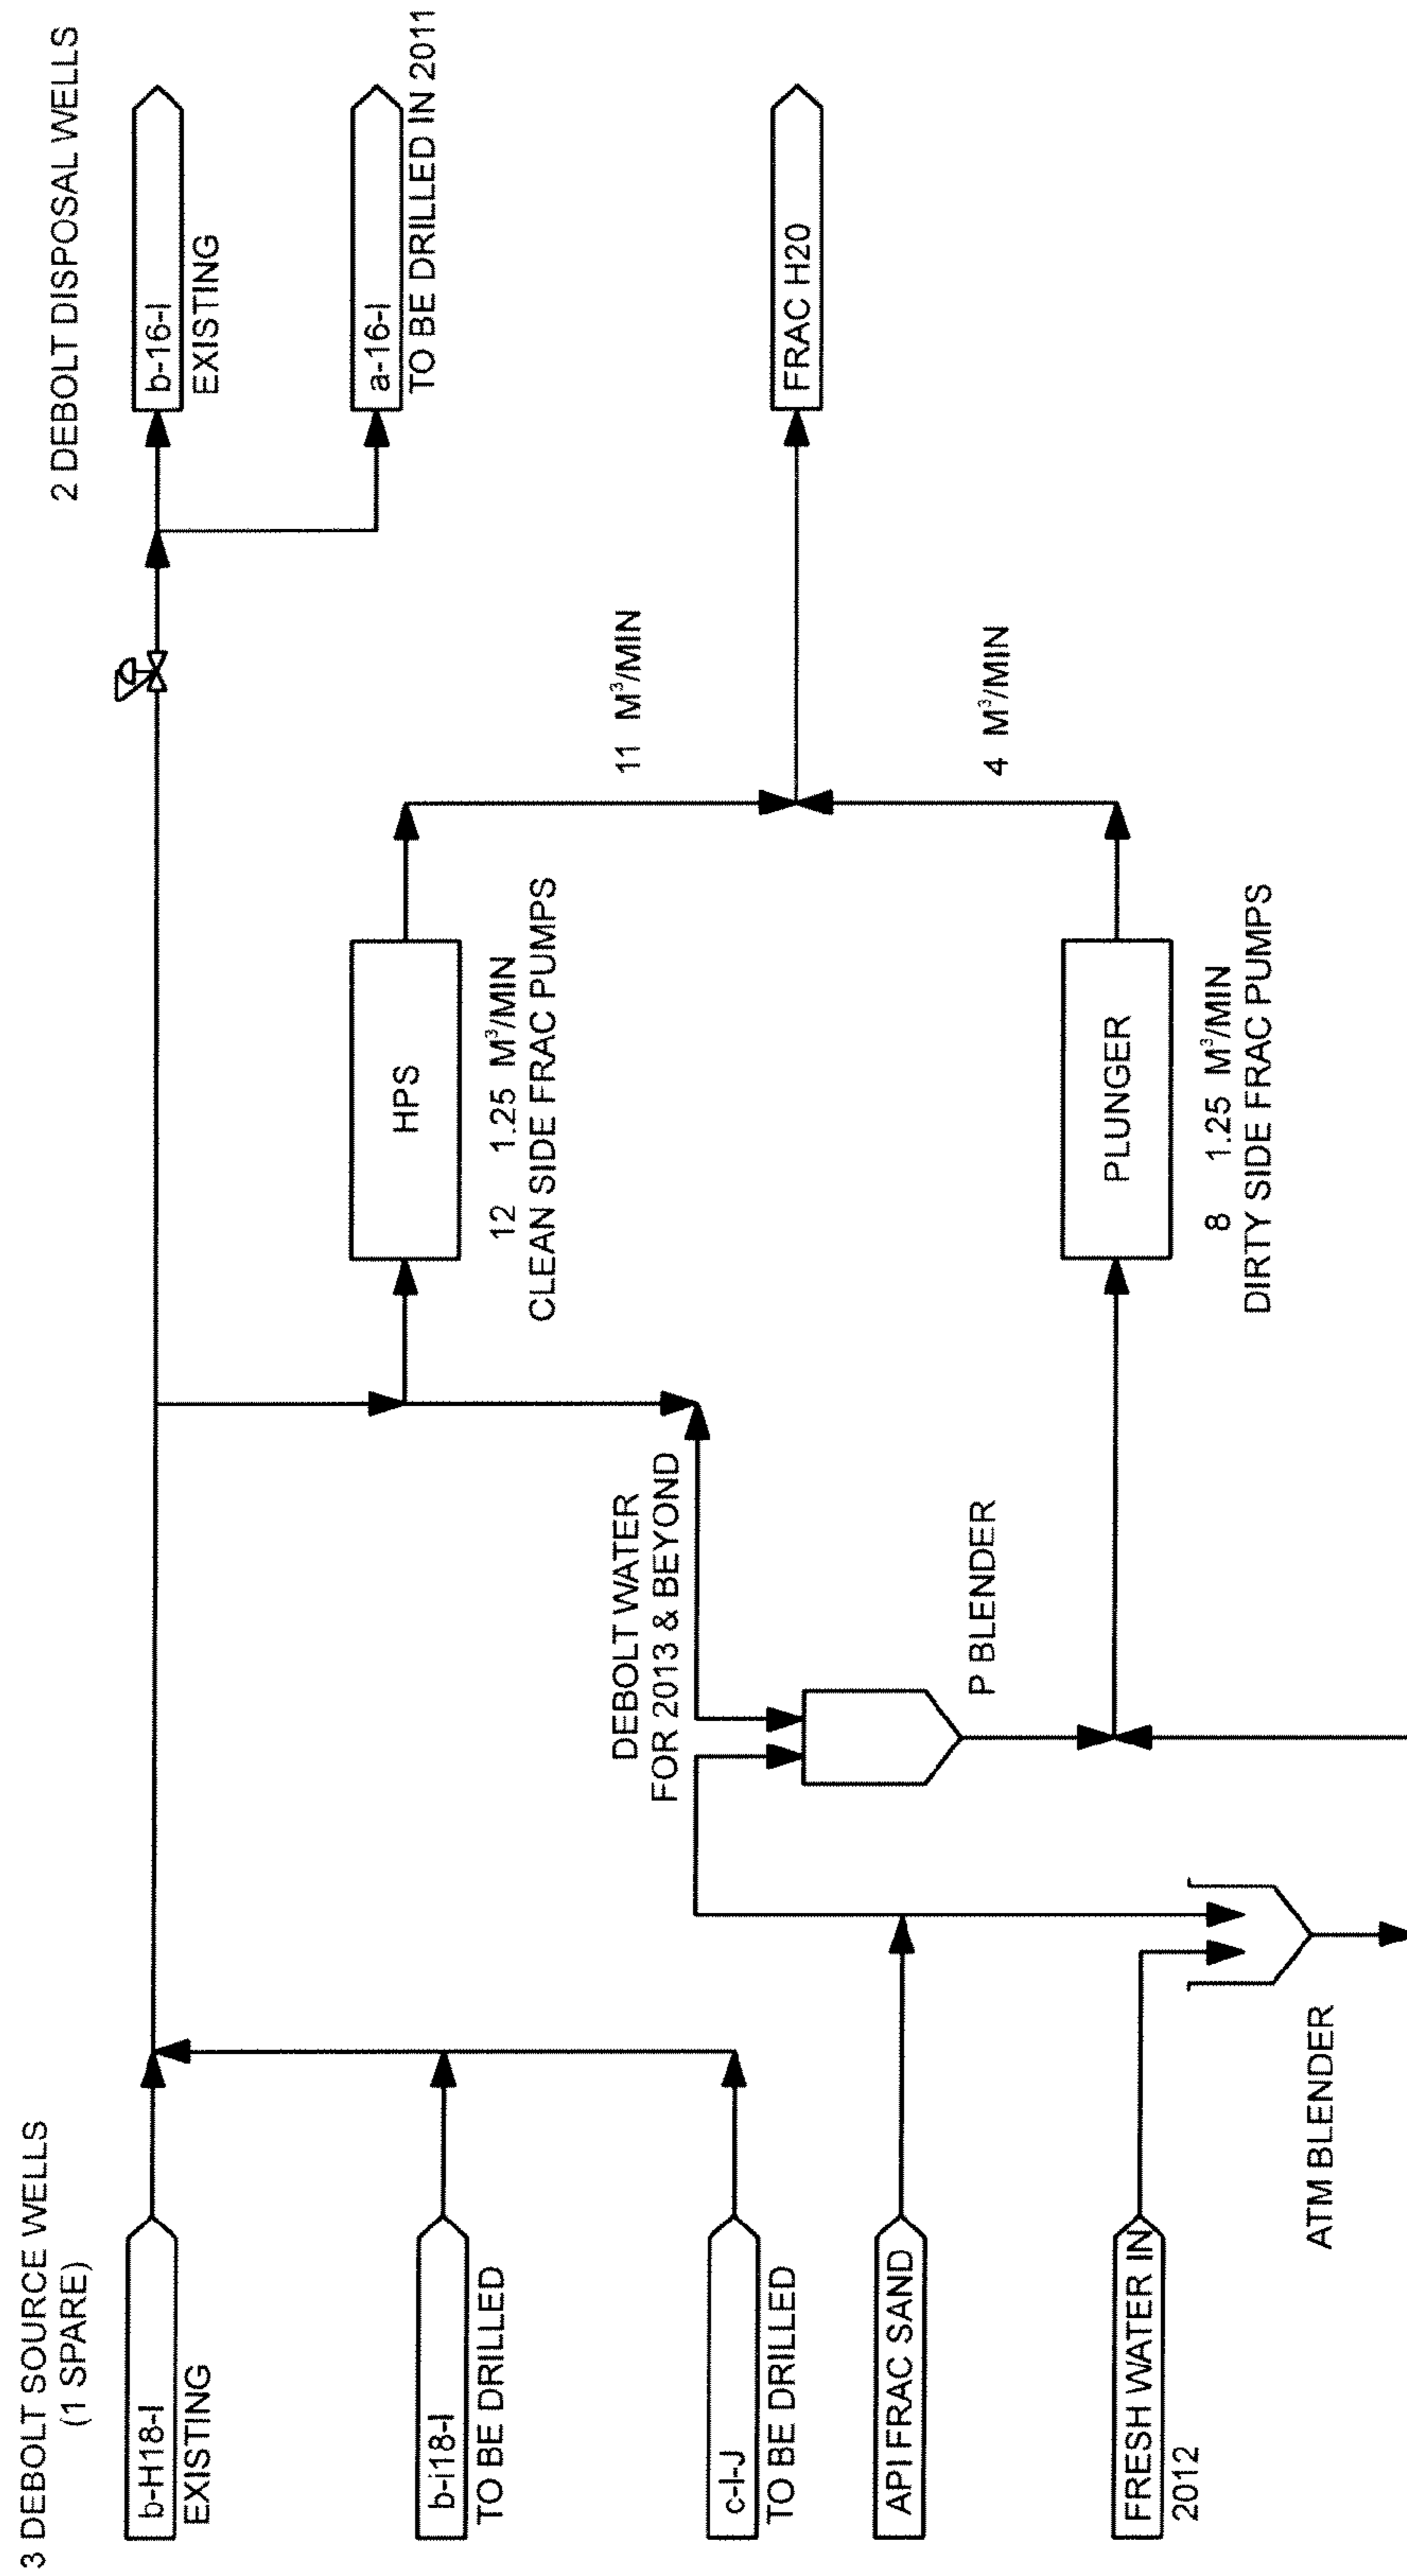 3 DEBOLT SOURCE WELLS
(1 SPARE)
b-H18-I
EXISTING
b-i18-I
TO BE DRILLED
c-I-J
TO BE DRILLED
API FRAC SAND
FRESH WATER IN
2012
ATM BLENDER
DEBOLT WATER
FOR 2013 & BEYOND
P BLENDER
HPS
12 1.25 M³/MIN
CLEAN SIDE FRAC PUMPS
PLUNGER
8 1.25 M³/MIN
DIRTY SIDE FRAC PUMPS
11 M³/MIN
4 M³/MIN
2 DEBOLT DISPOSAL WELLS
b-16-I
EXISTING
a-16-I
TO BE DRILLED IN 2011
FRAC H20